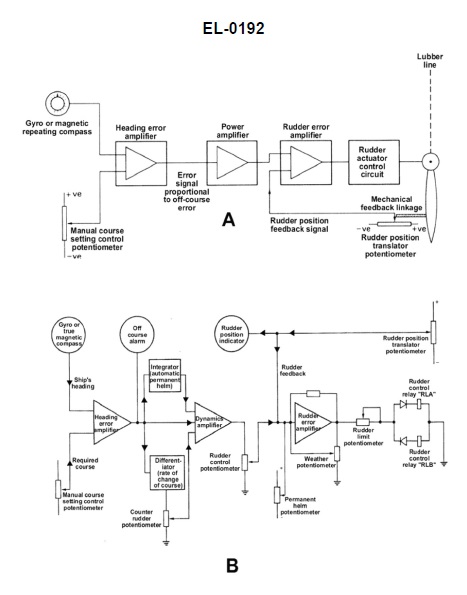 EL-0192
Lubber
line
Gyro or magnetic
repeating compass
Heading error
amplifier
Power
amplifier
Rudder error
amplifier
Rudder
actuator
control
circuit
Error
signal
proportional
to off-course
error
+ ve
Manual course
setting control
potentiometer
-ve
A
Rudder position
feedback signal
Mechanical
feedback linkage
-ve
+ve
Rudder position
translator
potentiometer
Gyro or
true
magnetic
compass
Off
course
alarm
Rudder
position
indicator
+
Rudder position
translator
potentiometer
-
Ship's
heading
Integrator
(automatic
permanent
helm)
Rudder
feedback
Heading
error
amplifier
Dynamics
amplifier
Rudder
error
amplifier
Rudder
limit
potentiometer
Rudder
control
relay "RLA"
Rudder
control
relay "RLB"
Required
course
Different-
iator
(rate of
change
of course)
Rudder
control
potentiometer
Weather
potentiometer
Manual course
setting control
potentiometer
Counter
rudder
potentiometer
+
Permanent
helm
potentiometer
B